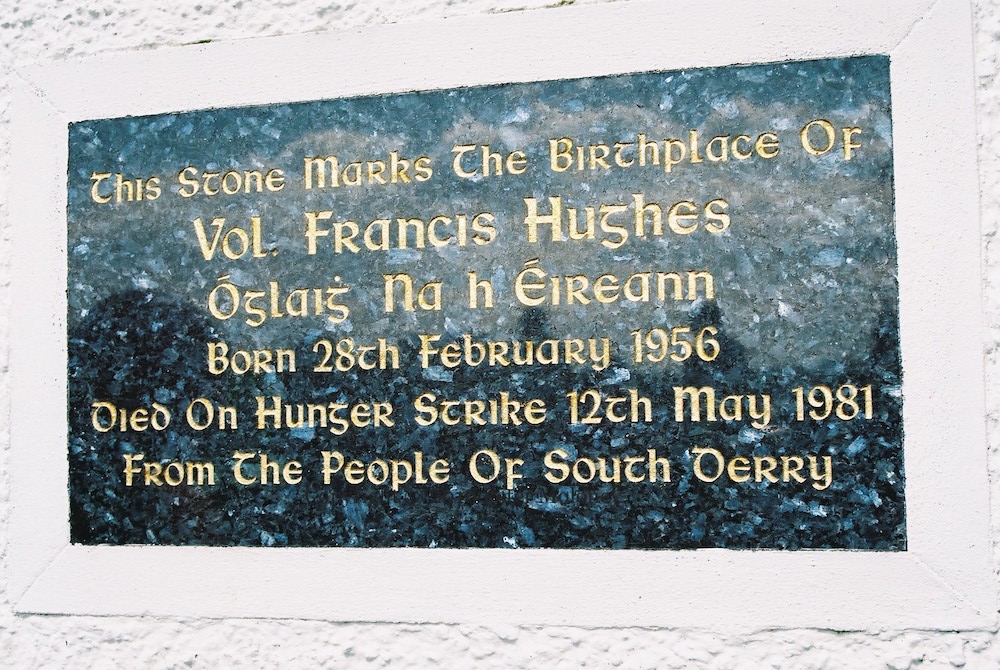 This Stone Marks The Birthplace Of
Vol. Francis Hughes
Óglaiġ Na h Éireann
Born 28th February 1956
Died On Hunger Strike 12th May 1981
From The People Of South Derry